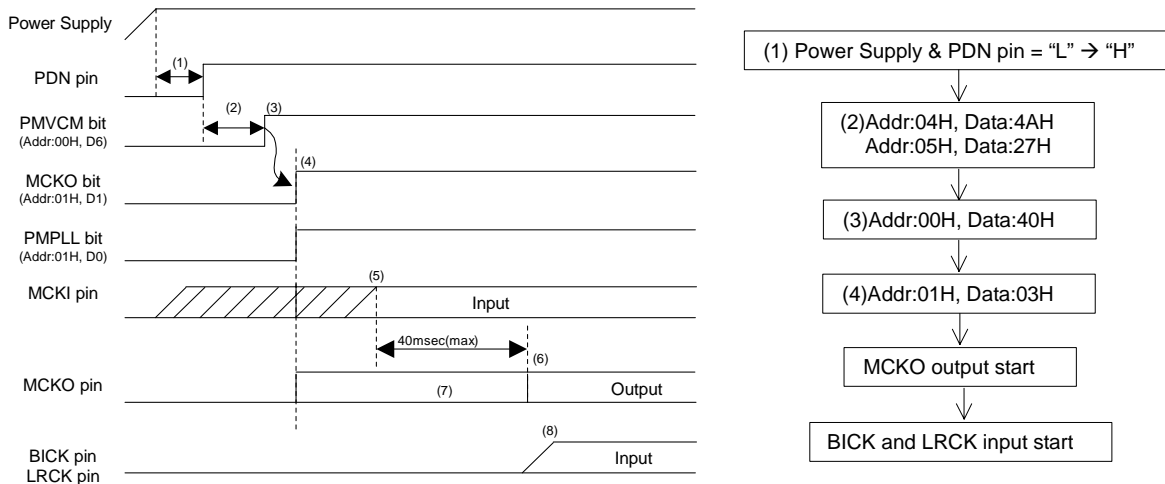 Power Supply
(1)
PDN pin
(2)
(3)
PMVCM bit
(Addr:00H, D6)
(4)
MCKO bit
(Addr:01H, D1)
PMPLL bit
(Addr:01H, D0)
(5)
MCKI pin
Input
40msec(max)
(6)
MCKO pin
(7)
Output
(8)
BICK pin
LRCK pin
Input
(1) Power Supply & PDN pin = “L” → “H”
(2)Addr:04H, Data:4AH
Addr:05H, Data:27H
(3)Addr:00H, Data:40H
(4)Addr:01H, Data:03H
MCKO output start
BICK and LRCK input start